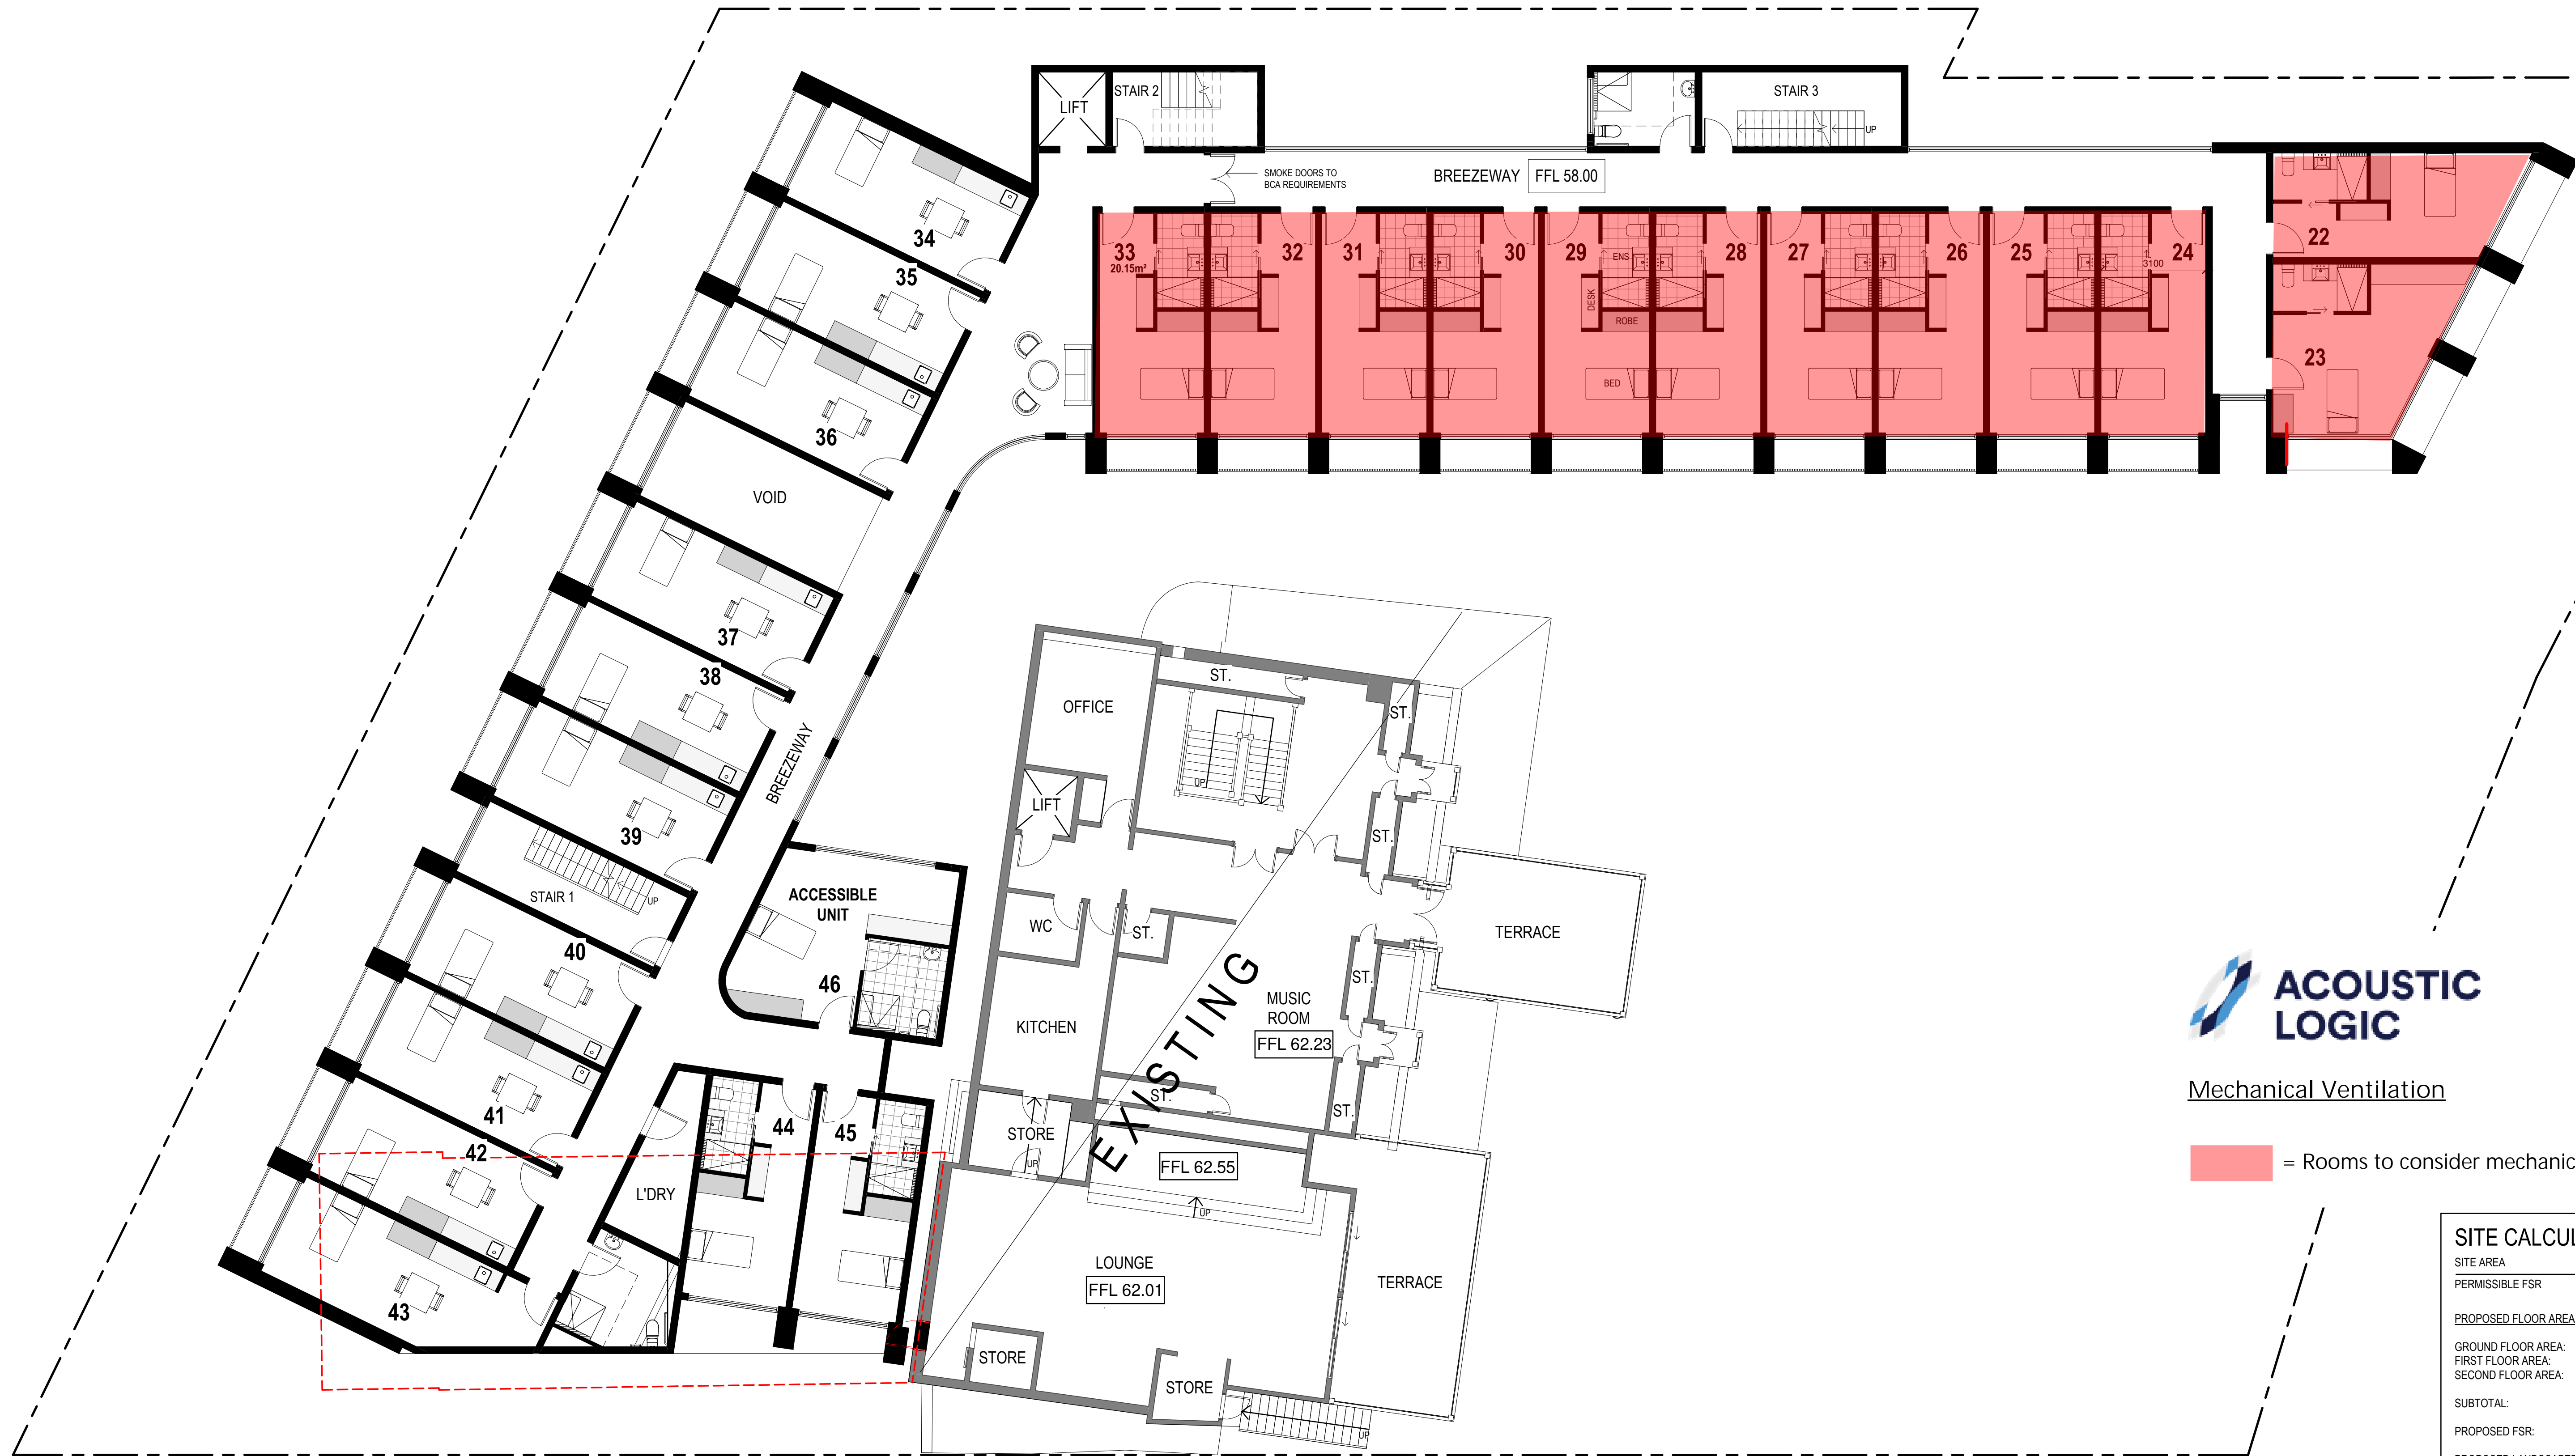 LIFT
STAIR 2
STAIR 3
UP
SMOKE DOORS TO
BCA REQUIREMENTS
BREEZEWAY
FFL 58.00
34
35
36
33
20.15m²
32
31
30
29
ENS
DESK
ROBE
BED
28
27
26
25
24
3100
22
23
VOID
37
38
39
BREEZEWAY
STAIR 1
UP
40
41
42
43
ACCESSIBLE
UNIT
46
44
45
L'DRY
OFFICE
ST.
ST.
UP
LIFT
ST.
WC
ST.
TERRACE
KITCHEN
EXISTING
MUSIC
ROOM
FFL 62.23
ST.
ST.
ST.
STORE
UP
FFL 62.55
UP
LOUNGE
FFL 62.01
TERRACE
STORE
STORE
UP
ACOUSTIC
LOGIC
Mechanical Ventilation
= Rooms to consider mechanic
SITE CALCUL
SITE AREA
PERMISSIBLE FSR
PROPOSED FLOOR AREA
GROUND FLOOR AREA:
FIRST FLOOR AREA:
SECOND FLOOR AREA:
SUBTOTAL:
PROPOSED FSR: